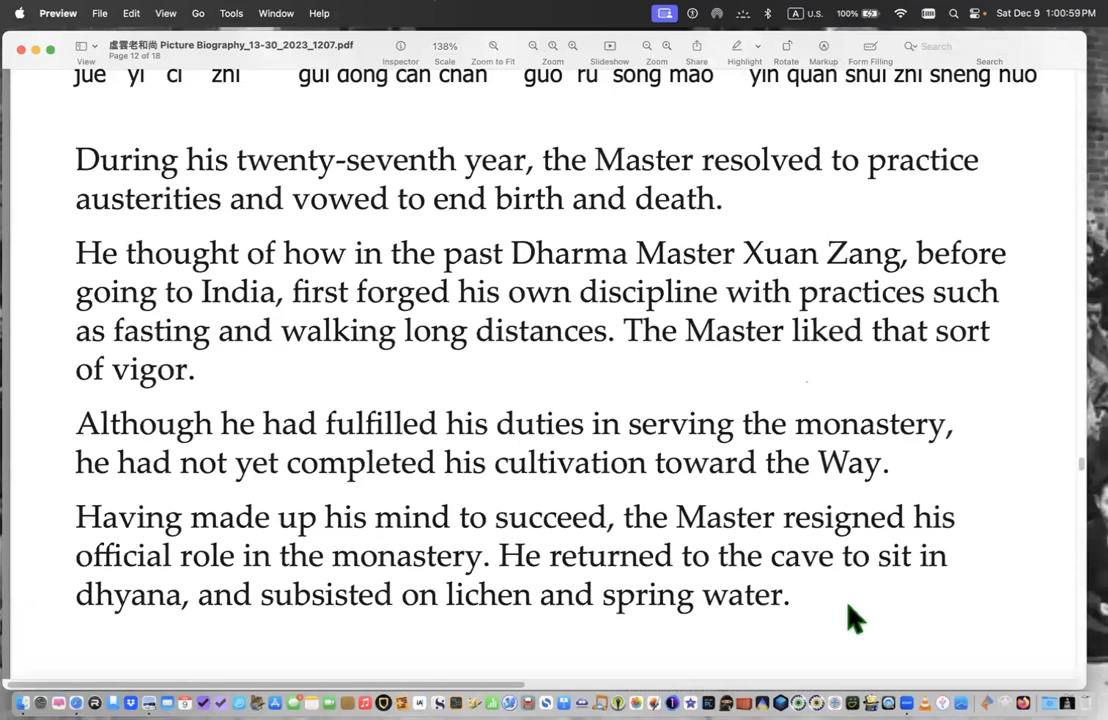 Preview File Edit View Go Tools Window Help A U.S. 100% Sat Dec 9 1:00:59 PM
虛雲老和尚 Picture Biography_13-30_2023_1207.pdf
Page 12 of 18
138% Search
View Inspector Scale Zoom to Fit Zoom Slideshow Zoom Share Highlight Rotate Markup Form Filling Search
jue yi ci zhi gui dong can chan guo ru song mao yin quan shui zhi sheng huo
During his twenty-seventh year, the Master resolved to practice
austerities and vowed to end birth and death.
He thought of how in the past Dharma Master Xuan Zang, before
going to India, first forged his own discipline with practices such
as fasting and walking long distances. The Master liked that sort
of vigor.
Although he had fulfilled his duties in serving the monastery,
he had not yet completed his cultivation toward the Way.
Having made up his mind to succeed, the Master resigned his
official role in the monastery. He returned to the cave to sit in
dhyana, and subsisted on lichen and spring water.